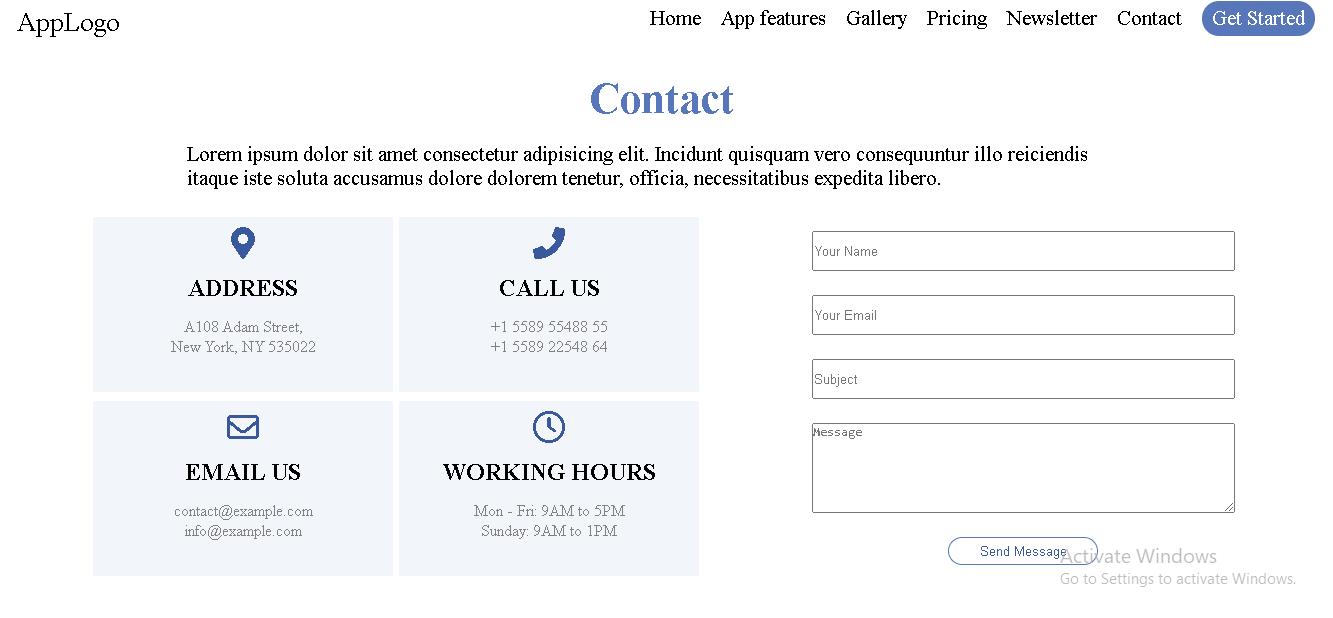 AppLogo
Home App features Gallery Pricing Newsletter Contact Get Started
Contact
Lorem ipsum dolor sit amet consectetur adipisicing elit. Incidunt quisquam vero consequuntur illo reiciendis
itaque iste soluta accusamus dolore dolorem tenetur, officia, necessitatibus expedita libero.
ADDRESS
A108 Adam Street,
New York, NY 535022
CALL US
+1 5589 55488 55
+1 5589 22548 64
EMAIL US
contact@example.com
info@example.com
WORKING HOURS
Mon - Fri: 9AM to 5PM
Sunday: 9AM to 1PM
Your Name
Your Email
Subject
Message
Send Message
Activate Windows
Go to Settings to activate Windows.